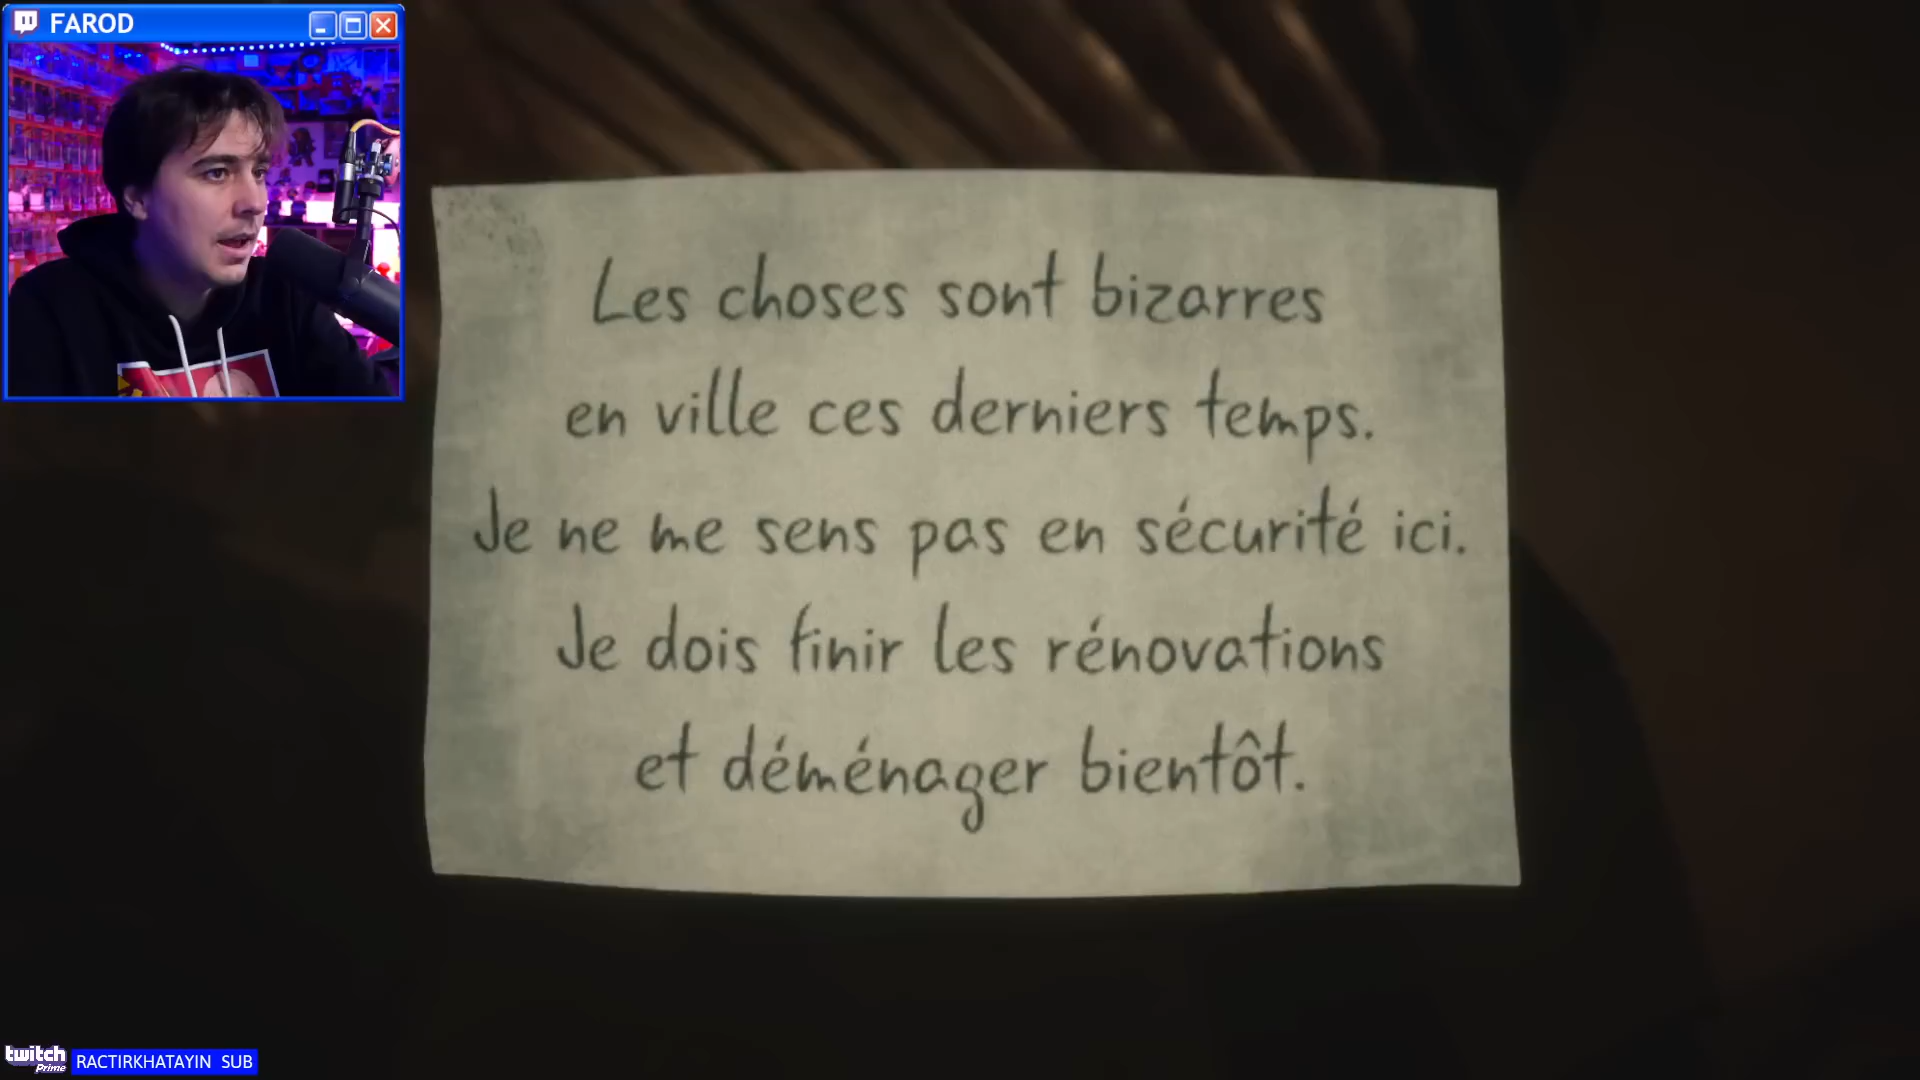 FAROD
Les choses sont bizarres
en ville ces derniers temps.
Je ne me sens pas en sécurité ici.
Je dois finir les rénovations
et déménager bientôt.
twitch
Prime
RACTIRKHATAYIN SUB